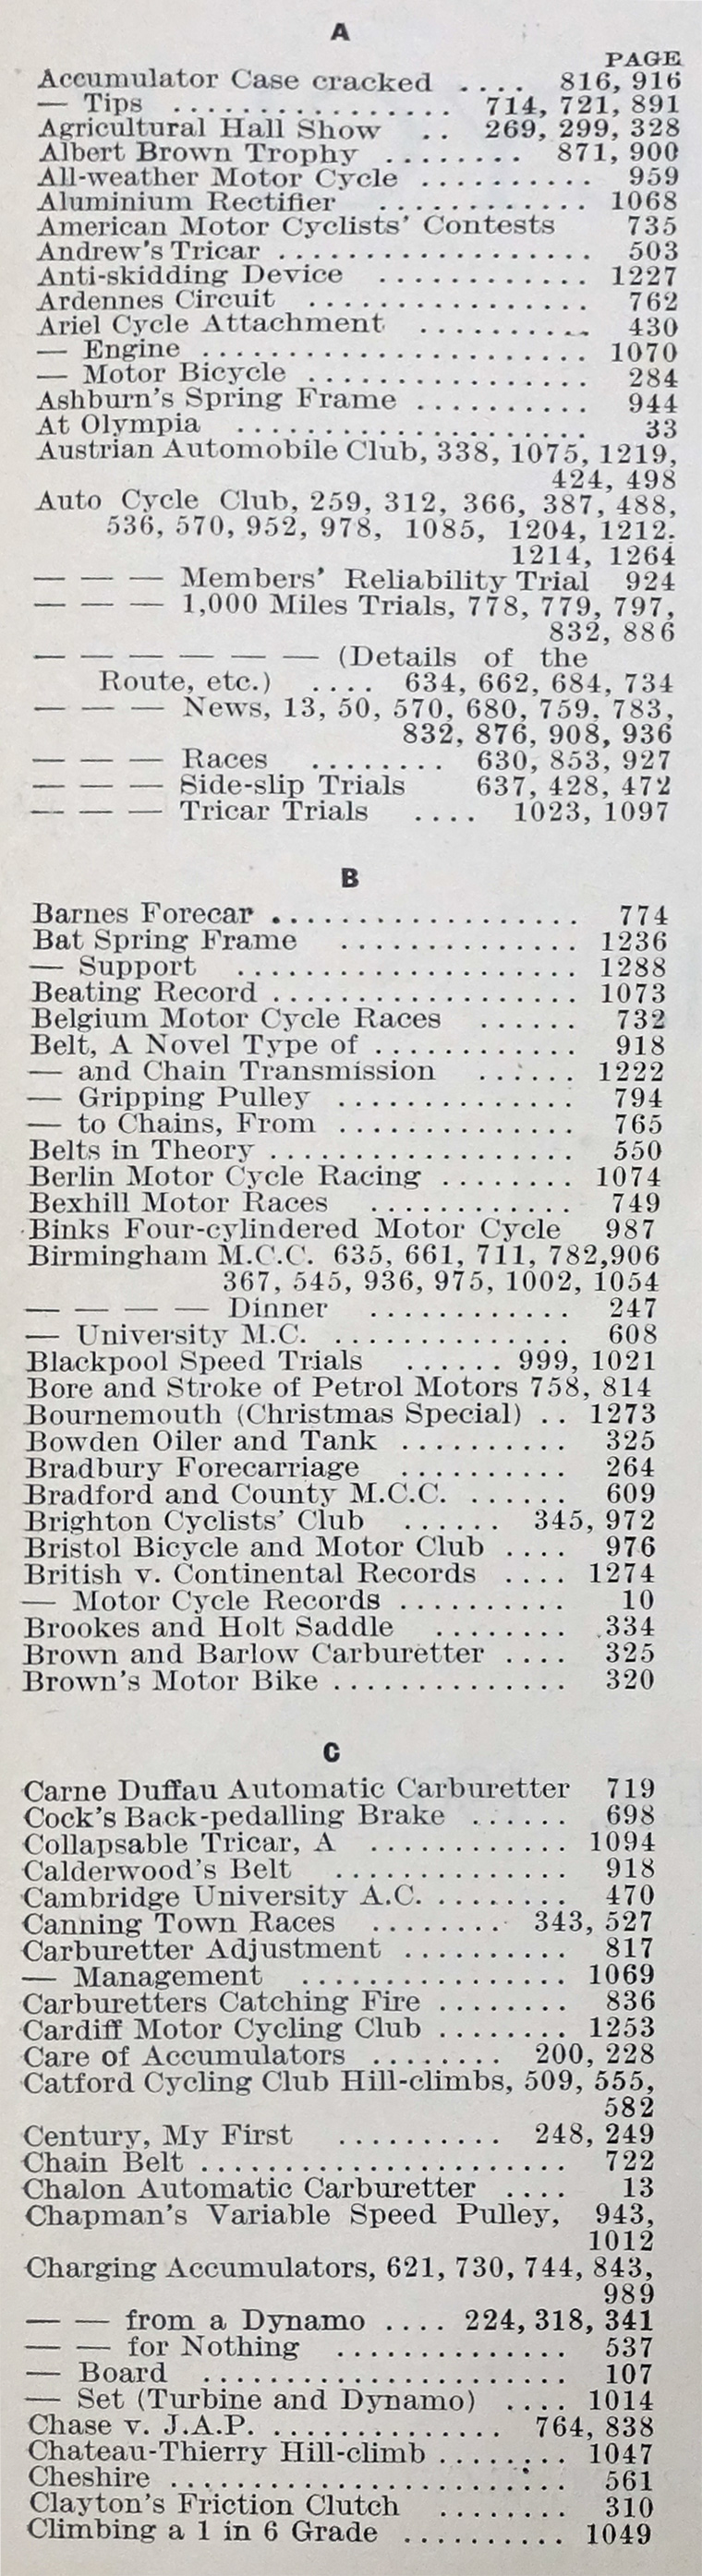 A
PAGE
Accumulator Case cracked .... 816, 916
— Tips ................ 714, 721, 891
Agricultural Hall Show .. 269, 299, 328
Albert Brown Trophy ........ 871, 900
All-weather Motor Cycle .......... 959
Aluminium Rectifier ............ 1068
American Motor Cyclists' Contests 735
Andrew's Tricar .................. 503
Anti-skidding Device ............ 1227
Ardennes Circuit ................ 762
Ariel Cycle Attachment .......... 430
— Engine ....................... 1070
— Motor Bicycle ................ 284
Ashburn's Spring Frame .......... 944
At Olympia .................... 33
Austrian Automobile Club, 338, 1075, 1219,
424, 498
Auto Cycle Club, 259, 312, 366, 387, 488,
536, 570, 952, 978, 1085, 1204, 1212.
1214, 1264
— — — Members' Reliability Trial 924
— — — 1,000 Miles Trials, 778, 779, 797,
832, 886
— — — — — — (Details of the
Route, etc.) .... 634, 662, 684, 734
— — — News, 13, 50, 570, 680, 759. 783,
832, 876, 908, 936
— — — Races ........ 630, 853, 927
— — — Side-slip Trials 637, 428, 472
— — — Tricar Trials .... 1023, 1097
B
Barnes Forecar ................... 774
Bat Spring Frame .............. 1236
— Support .................... 1288
Beating Record .................. 1073
Belgium Motor Cycle Races ...... 732
Belt, A Novel Type of ............ 918
— and Chain Transmission ...... 1222
— Gripping Pulley .............. 794
— to Chains, From .............. 765
Belts in Theory .................. 550
Berlin Motor Cycle Racing ........ 1074
Bexhill Motor Races ............ 749
Binks Four-cylindered Motor Cycle 987
Birmingham M.C.C. 635, 661, 711, 782,906
367, 545, 936, 975, 1002, 1054
— — — — Dinner ............ 247
— University M.C. .............. 608
Blackpool Speed Trials ...... 999, 1021
Bore and Stroke of Petrol Motors 758, 814
Bournemouth (Christmas Special) .. 1273
Bowden Oiler and Tank .......... 325
Bradbury Forecarriage .......... 264
Bradford and County M.C.C. ...... 609
Brighton Cyclists' Club ...... 345, 972
Bristol Bicycle and Motor Club .... 976
British v. Continental Records .... 1274
— Motor Cycle Records .......... 10
Brookes and Holt Saddle ........ 334
Brown and Barlow Carburetter .... 325
Brown's Motor Bike .............. 320
C
Carne Duffau Automatic Carburetter 719
Cock's Back-pedalling Brake ...... 698
Collapsable Tricar, A ............ 1094
Calderwood's Belt .............. 918
Cambridge University A.C. ........ 470
Canning Town Races ........ 343, 527
Carburetter Adjustment .......... 817
— Management ................ 1069
Carburetters Catching Fire ........ 836
Cardiff Motor Cycling Club ........ 1253
Care of Accumulators ........ 200, 228
Catford Cycling Club Hill-climbs, 509, 555,
582
Century, My First .......... 248, 249
Chain Belt ...................... 722
Chalon Automatic Carburetter .... 13
Chapman's Variable Speed Pulley, 943,
1012
Charging Accumulators, 621, 730, 744, 843,
989
— — from a Dynamo .... 224, 318, 341
— — for Nothing .............. 537
— Board ...................... 107
— Set (Turbine and Dynamo) .... 1014
Chase v. J.A.P. ............... 764, 838
Chateau-Thierry Hill-climb ........ 1047
Cheshire ........................ 561
Clayton's Friction Clutch ........ 310
Climbing a 1 in 6 Grade .......... 1049